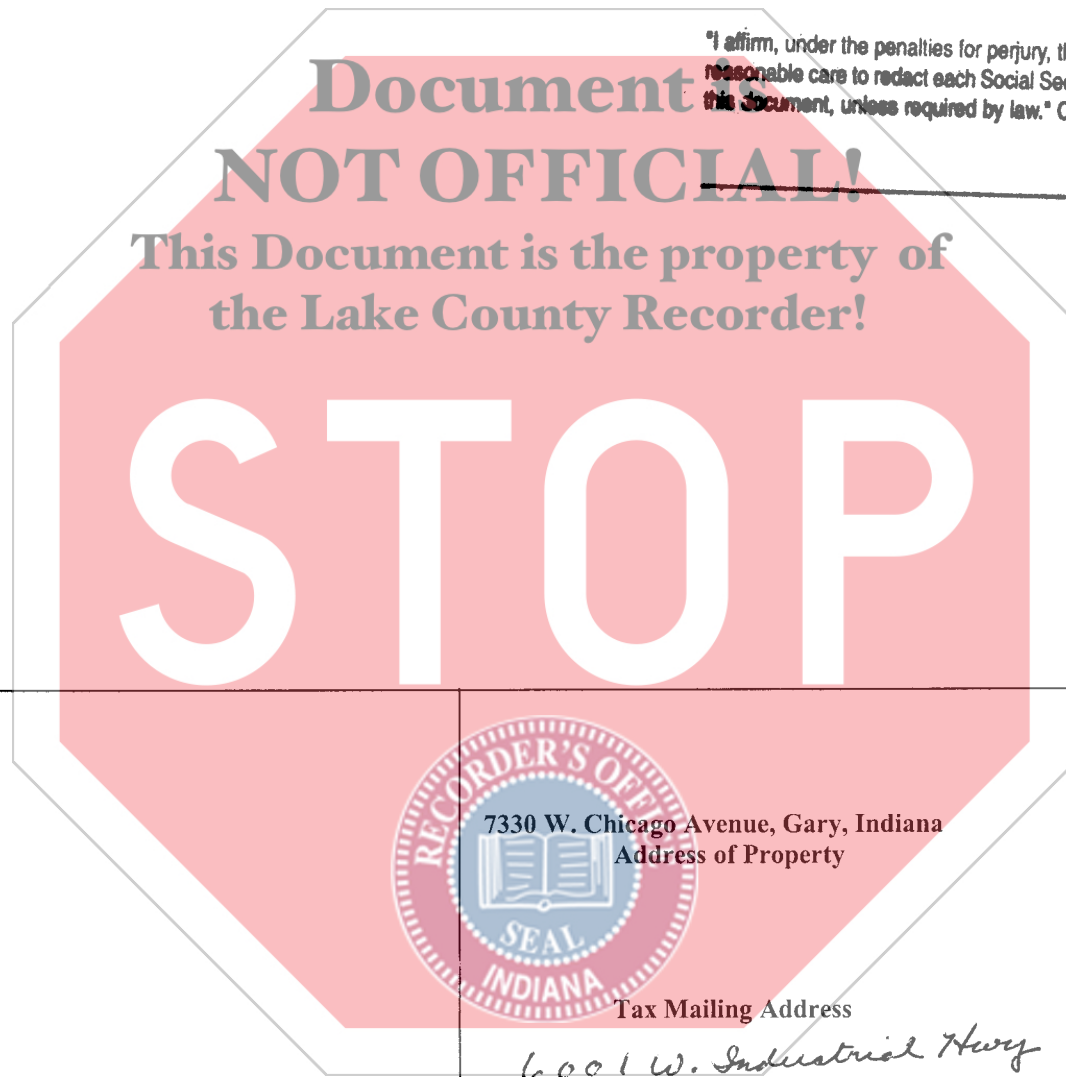 "I affirm, under the penalties for perjury, th
reasonable care to redact each Social Sec
this document, unless required by law." C
Document is
NOT OFFICIAL!
This Document is the property of
the Lake County Recorder!
STOP
RECORDER'S OFFICE
7330 W. Chicago Avenue, Gary, Indiana
Address of Property
SEAL
INDIANA
Tax Mailing Address
6001 W. Industrial Hwy